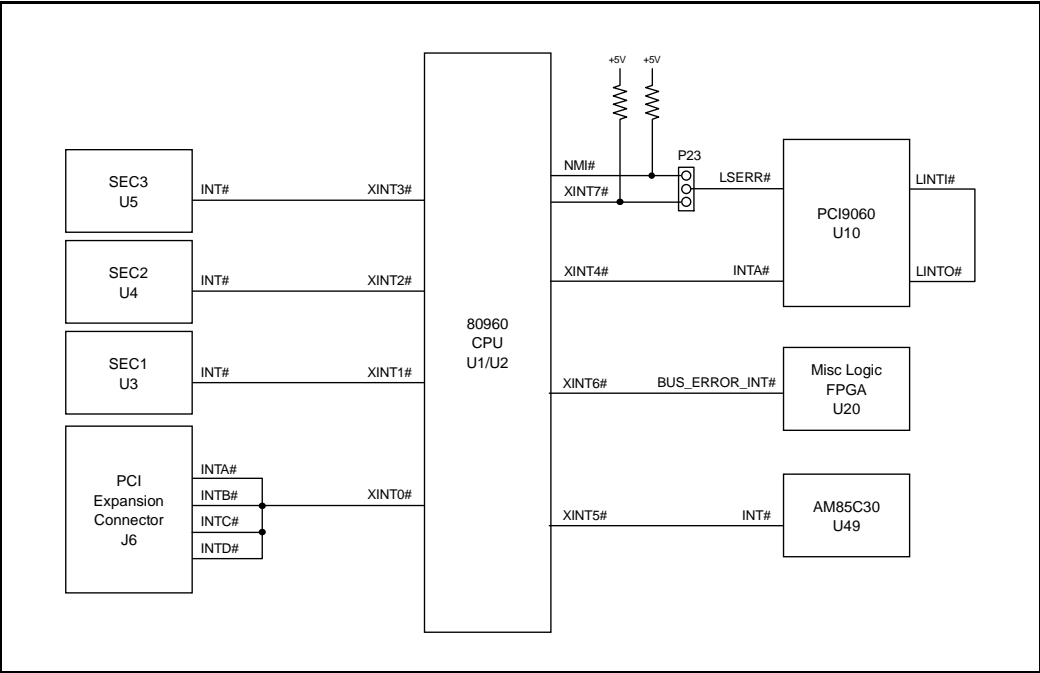 +5V
+5V
SEC3
U5
INT#
XINT3#
SEC2
U4
INT#
XINT2#
SEC1
U3
INT#
XINT1#
PCI
Expansion
Connector
J6
INTA#
INTB#
INTC#
INTD#
XINT0#
80960
CPU
U1/U2
NMI#
XINT7#
P23
LSERR#
XINT4#
INTA#
PCI9060
U10
LINTI#
LINTO#
XINT6#
BUS_ERROR_INT#
Misc Logic
FPGA
U20
XINT5#
INT#
AM85C30
U49